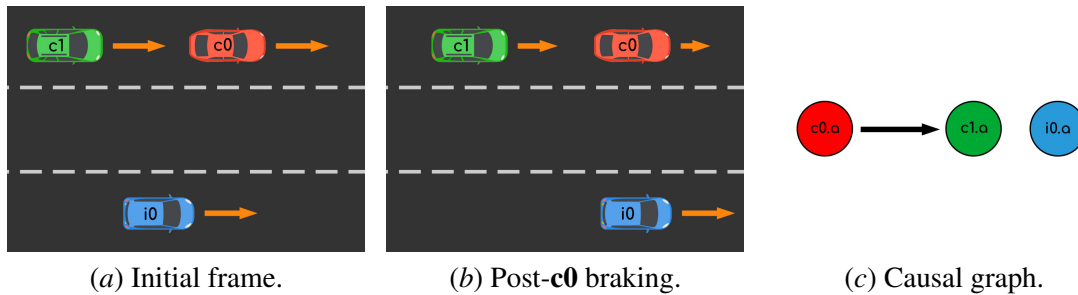 c1 c0 c1 c0
c0.a c1.a i0.a
i0 i0
(a) Initial frame. (b) Post-c0 braking. (c) Causal graph.